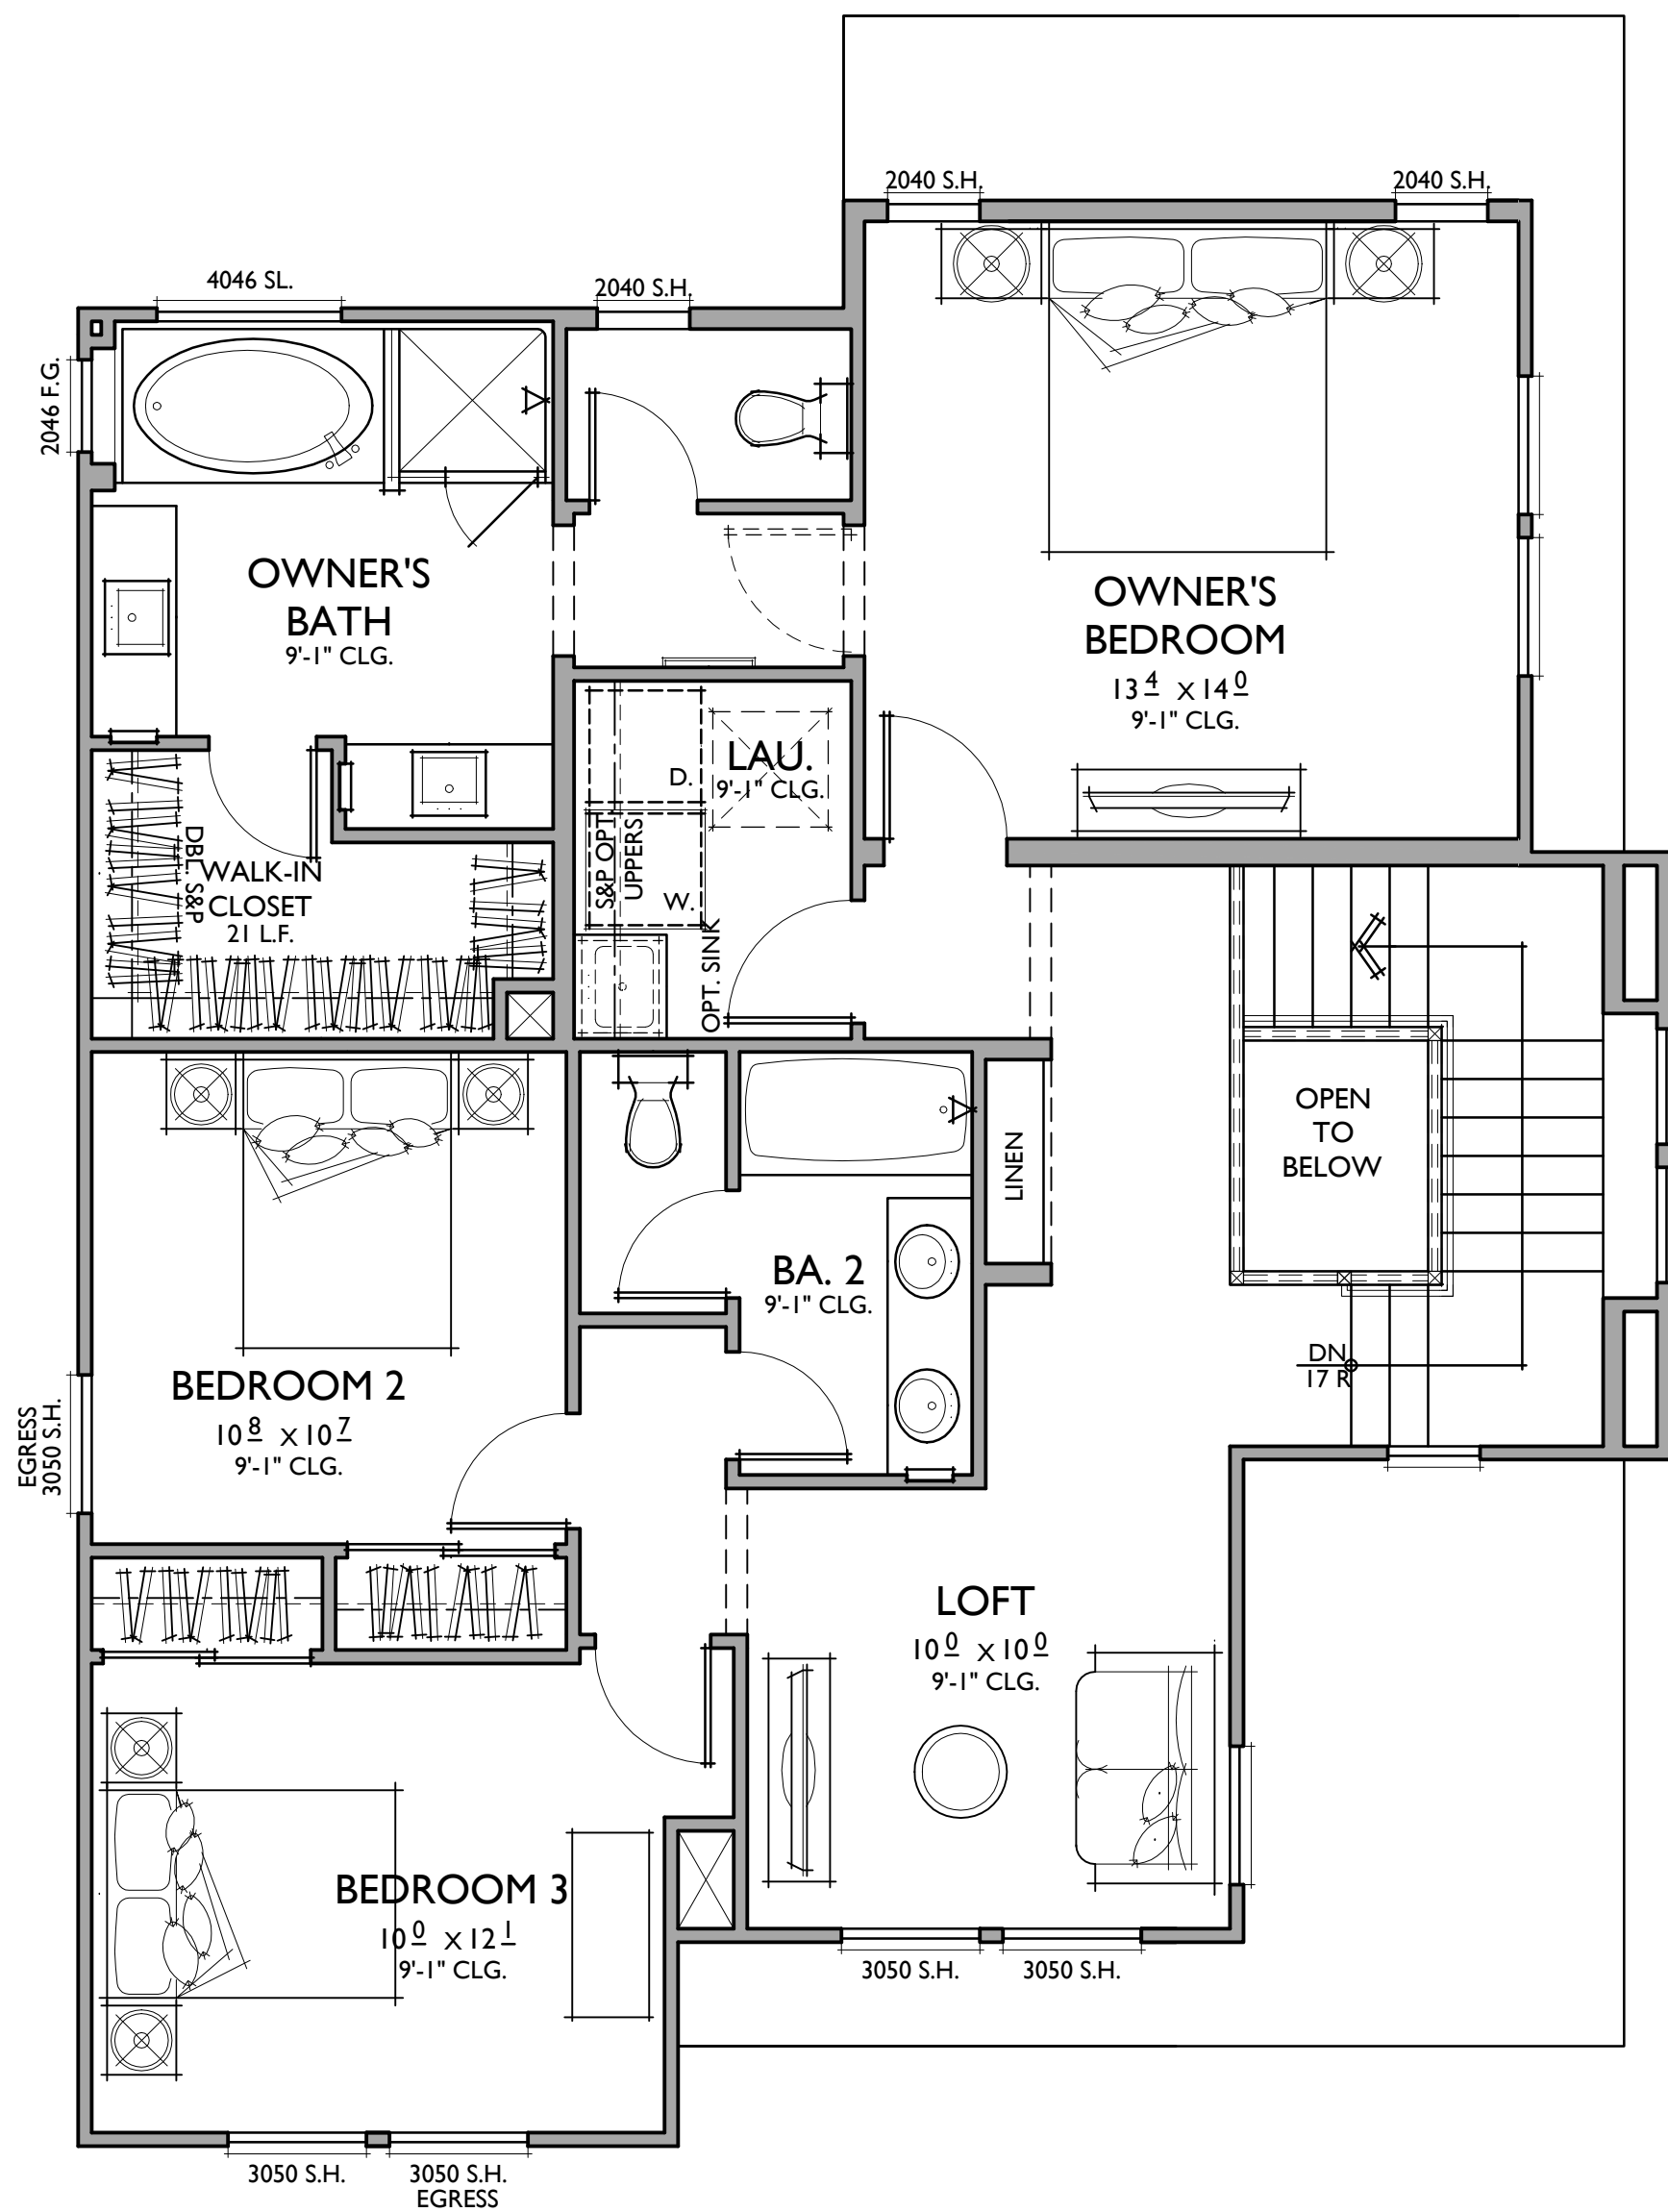 2040 S.H.
2040 S.H.
4046 SL.
2040 S.H.
2046 F.G.
OWNER'S
BATH
9'-1" CLG.
OWNER'S
BEDROOM
13 4 X 14 0
9'-1" CLG.
LAU.
9'-1" CLG.
D.
W.
S&P OPT.
UPPERS
OPT. SINK
DBL. S&P
WALK-IN
CLOSET
21 L.F.
OPEN
TO
BELOW
LINEN
BA. 2
9'-1" CLG.
DN
17 R
BEDROOM 2
10 8 X 10 7
9'-1" CLG.
EGRESS
3050 S.H.
LOFT
10 0 X 10 0
9'-1" CLG.
BEDROOM 3
10 0 X 12 1
9'-1" CLG.
3050 S.H.
3050 S.H.
3050 S.H.
3050 S.H.
EGRESS